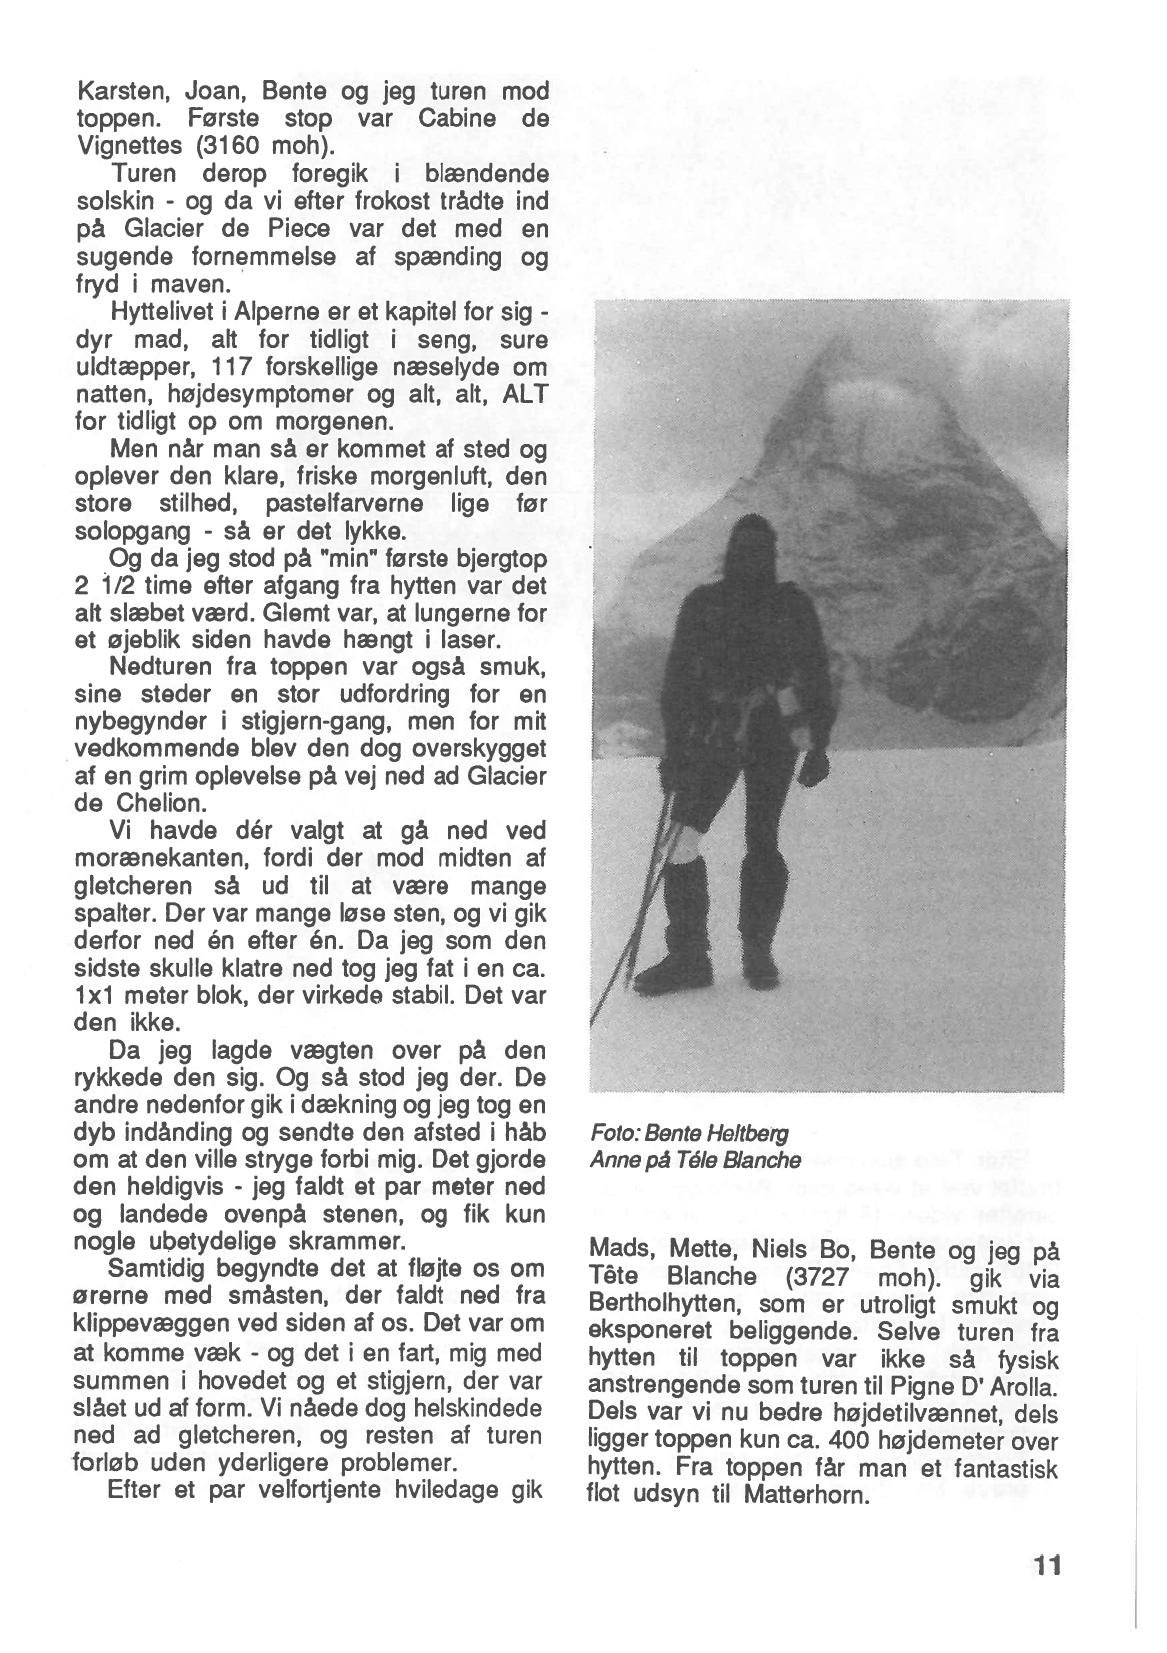 Karsten, Joan, Bente og jeg turen mod
toppen. Første stop var Cabine de
Vignettes (3160 moh).
Turen derop foregik i blændende
solskin - og da vi efter frokost trådte ind
på Glacier de Piece var det med en
sugende fornemmelse af spænding og
fryd i maven.
Hyttelivet i Alperne er et kapitel for sig -
dyr mad, alt for tidligt i seng, sure
uldtæpper, 117 forskellige næselyde om
natten, højdesymptomer og alt, alt, ALT
for tidligt op om morgenen.
Men når man så er kommet af sted og
oplever den klare, friske morgenluft, den
store stilhed, pastelfarverne lige før
solopgang - så er det lykke.
Og da jeg stod på "min" første bjergtop
2 1/2 time efter afgang fra hytten var det
alt slæbet værd. Glemt var, at lungerne for
et øjeblik siden havde hængt i laser.
Nedturen fra toppen var også smuk,
sine steder en stor udfordring for en
nybegynder i stigjern-gang, men for mit
vedkommende blev den dog overskygget
af en grim oplevelse på vej ned ad Glacier
de Chelion.
Vi havde dér valgt at gå ned ved
morænekanten, fordi der mod midten af
gletcheren så ud til at være mange
spalter. Der var mange løse sten, og vi gik
derfor ned én efter én. Da jeg som den
sidste skulle klatre ned tog jeg fat i en ca.
1x1 meter blok, der virkede stabil. Det var
den ikke.
Da jeg lagde vægten over på den
rykkede den sig. Og så stod jeg der. De
andre nedenfor gik i dækning og jeg tog en
dyb indånding og sendte den afsted i håb
om at den ville stryge forbi mig. Det gjorde
den heldigvis - jeg faldt et par meter ned
og landede ovenpå stenen, og fik kun
nogle ubetydelige skrammer.
Samtidig begyndte det at fløjte os om
ørerne med småsten, der faldt ned fra
klippevæggen ved siden af os. Det var om
at komme væk - og det i en fart, mig med
summen i hovedet og et stigjern, der var
slået ud af form. Vi nåede dog helskindede
ned ad gletcheren, og resten af turen
forløb uden yderligere problemer.
Efter et par velfortjente hviledage gik
Foto: Bente Heltberg
Anne på Téle Blanche
Mads, Mette, Niels Bo, Bente og jeg på
Tête Blanche (3727 moh). gik via
Bertholhytten, som er utroligt smukt og
eksponeret beliggende. Selve turen fra
hytten til toppen var ikke så fysisk
anstrengende som turen til Pigne D' Arolla.
Dels var vi nu bedre højdetilvænnet, dels
ligger toppen kun ca. 400 højdemeter over
hytten. Fra toppen får man et fantastisk
flot udsyn til Matterhorn.
11